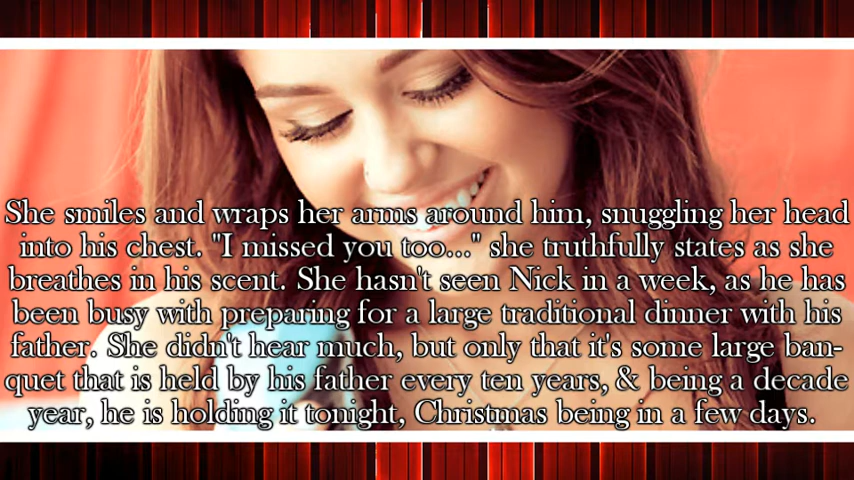 She smiles and wraps her arms around him, snuggling her head
into his chest. "I missed you too..." she truthfully states as she
breathes in his scent. She hasn't seen Nick in a week, as he has
been busy with preparing for a large traditional dinner with his
father. She didn't hear much, but only that it's some large ban-
quet that is held by his father every ten years, & being a decade
year, he is holding it tonight, Christmas being in a few days.